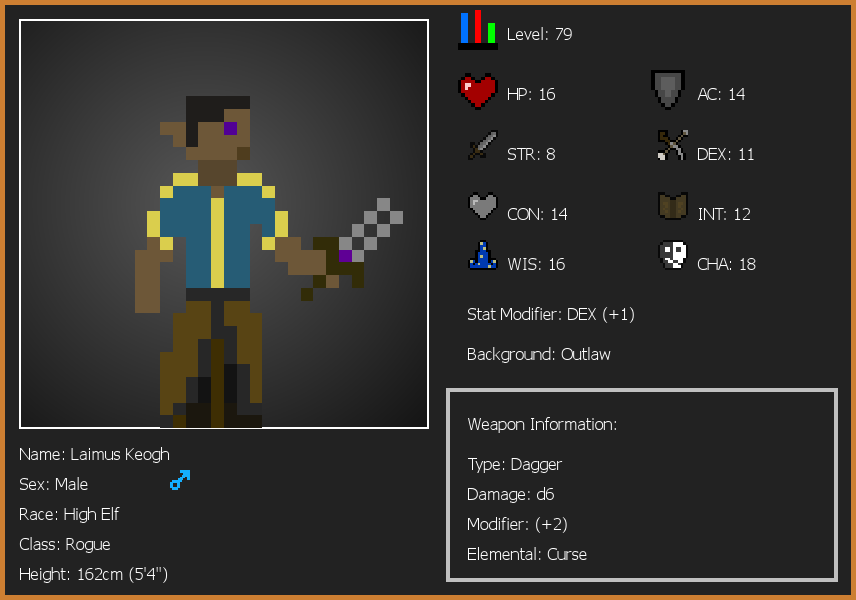 Level: 79
HP: 16
AC: 14
STR: 8
DEX: 11
CON: 14
INT: 12
WIS: 16
CHA: 18
Stat Modifier: DEX (+1)
Background: Outlaw
Weapon Information:
Type: Dagger
Damage: d6
Modifier: (+2)
Elemental: Curse
Name: Laimus Keogh
Sex: Male
Race: High Elf
Class: Rogue
Height: 162cm (5'4")